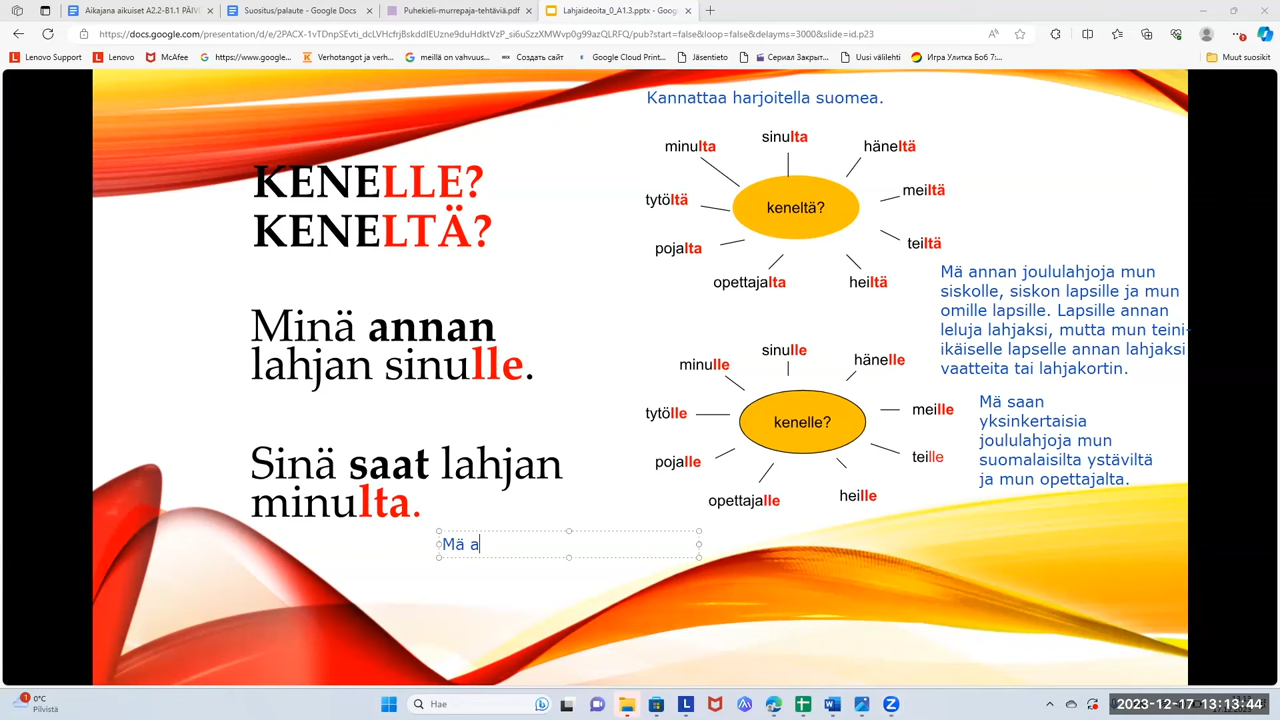 Aikajana aikuiset A2.2-B1.1 PÄIV
Suositus/palaute - Google Docs
Puhekieli-murrepaja-tehtäviä.pdf
Lahjaideoita_0_A1.3.pptx - Goog
https://docs.google.com/presentation/d/e/2PACX-1vTDnpSEvti_dcLVHcfrjBskddIEUzne9duHdktVzP_si6uSzzXMWvp0g99azQLRFQ/pub?start=false&loop=false&delayms=3000&slide=id.p23
Lenovo Support
Lenovo
McAfee
https://www.google...
Verhotangot ja verh...
meillä on vahvuus...
Создать сайт
Google Cloud Print...
Jäsentieto
Сериал Закрыт...
Uusi välilehti
Игра Улитка Боб 7:...
Muut suosikit
Kannattaa harjoitella suomea.
KENELLE?
KENELTÄ?
Minä annan
lahjan sinulle.
Sinä saat lahjan
minulta.
Mä a
minulta
sinulta
häneltä
tytöltä
keneltä?
meiltä
pojalta
teiltä
opettajalta
heiltä
Mä annan joululahjoja mun
siskolle, siskon lapsille ja mun
omille lapsille. Lapsille annan
leluja lahjaksi, mutta mun teini-
ikäiselle lapselle annan lahjaksi
vaatteita tai lahjakortin.
minulle
sinulle
hänelle
tytölle
kenelle?
meille
pojalle
teille
opettajalle
heille
Mä saan
yksinkertaisia
joululahjoja mun
suomalaisilta ystäviltä
ja mun opettajalta.
1
0°C
Pilvistä
Hae
2023-12-17 13:13:44